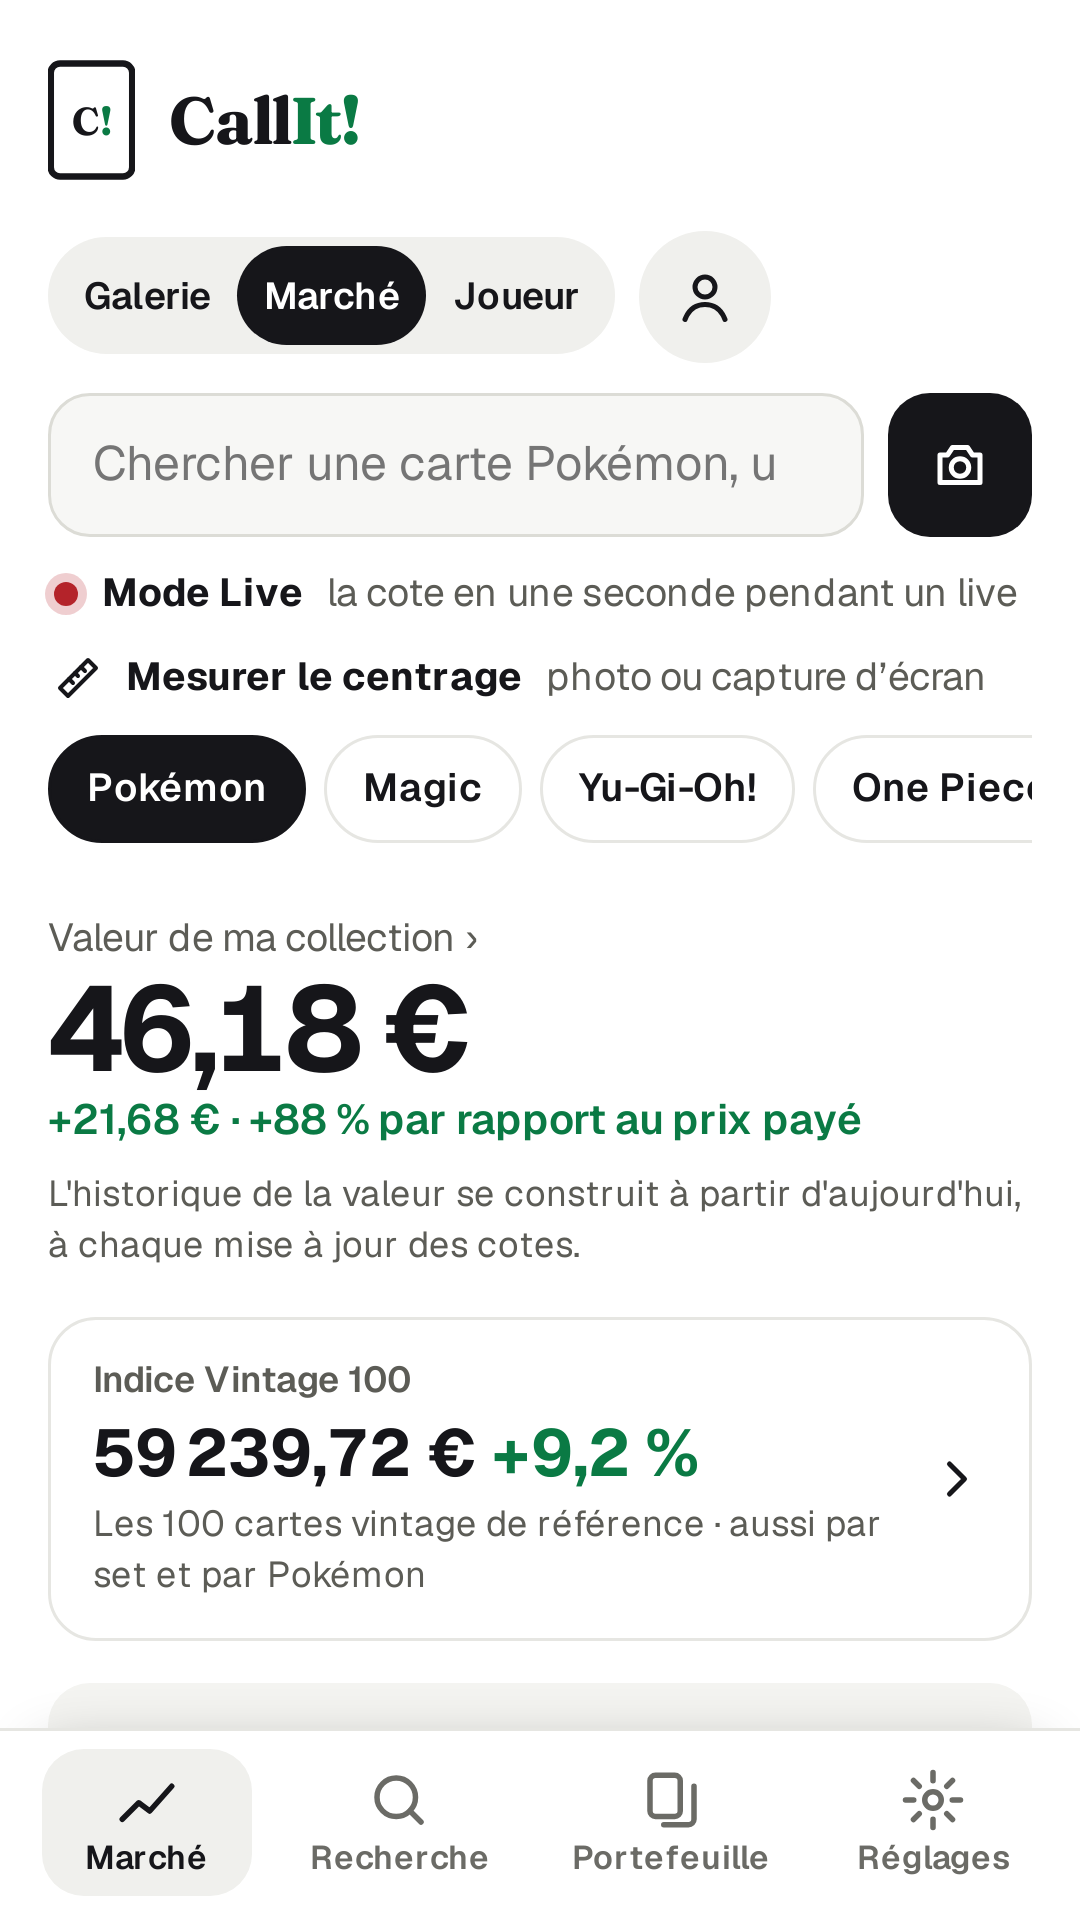 C!
CallIt!
Galerie Marché Joueur
Chercher une carte Pokémon, u
Mode Live la cote en une seconde pendant un live
Mesurer le centrage photo ou capture d’écran
Pokémon Magic Yu-Gi-Oh! One Piece
Valeur de ma collection ›
46,18 €
+21,68 € · +88 % par rapport au prix payé
L'historique de la valeur se construit à partir d'aujourd'hui,
à chaque mise à jour des cotes.
Indice Vintage 100
59 239,72 € +9,2 %
Les 100 cartes vintage de référence · aussi par
set et par Pokémon
Marché Recherche Portefeuille Réglages